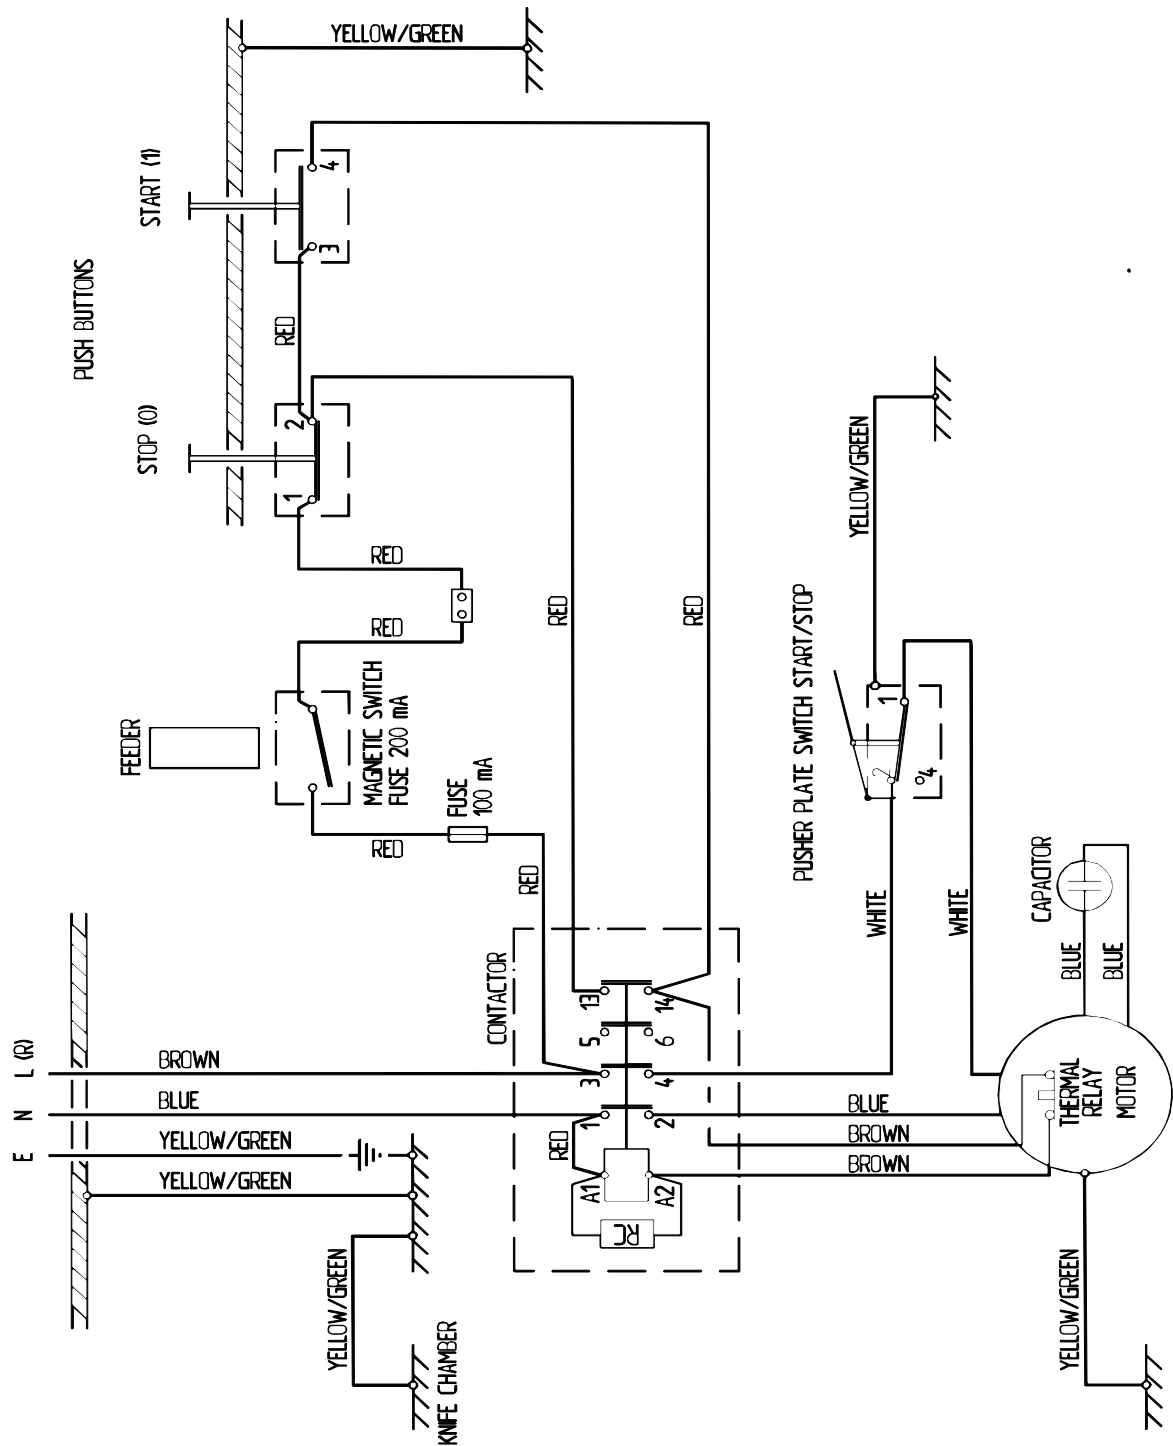 L (R)
N
E
BROWN
BLUE
YELLOW/GREEN
YELLOW/GREEN
YELLOW/GREEN
KNIFE CHAMBER
PUSH BUTTONS
STOP (0)
START (1)
YELLOW/GREEN
FEEDER
MAGNETIC SWITCH
FUSE 200 mA
1
2
3
4
RED
RED
RED
RED
FUSE
100 mA
RED
RED
RED
CONTACTOR
RED
A1
1
3
5
13
A2
2
4
6
14
RC
PUSHER PLATE SWITCH START/STOP
YELLOW/GREEN
2
1
4
WHITE
WHITE
BLUE
BROWN
BROWN
CAPACITOR
BLUE
BLUE
THERMAL
RELAY
MOTOR
YELLOW/GREEN